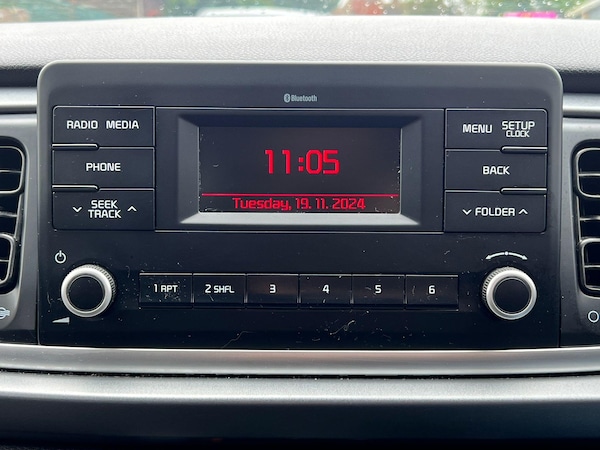 Bluetooth
RADIO MEDIA
PHONE
SEEK
TRACK
11:05
Tuesday, 19. 11. 2024
MENU SETUP
CLOCK
BACK
FOLDER
1 RPT 2 SHFL 3 4 5 6